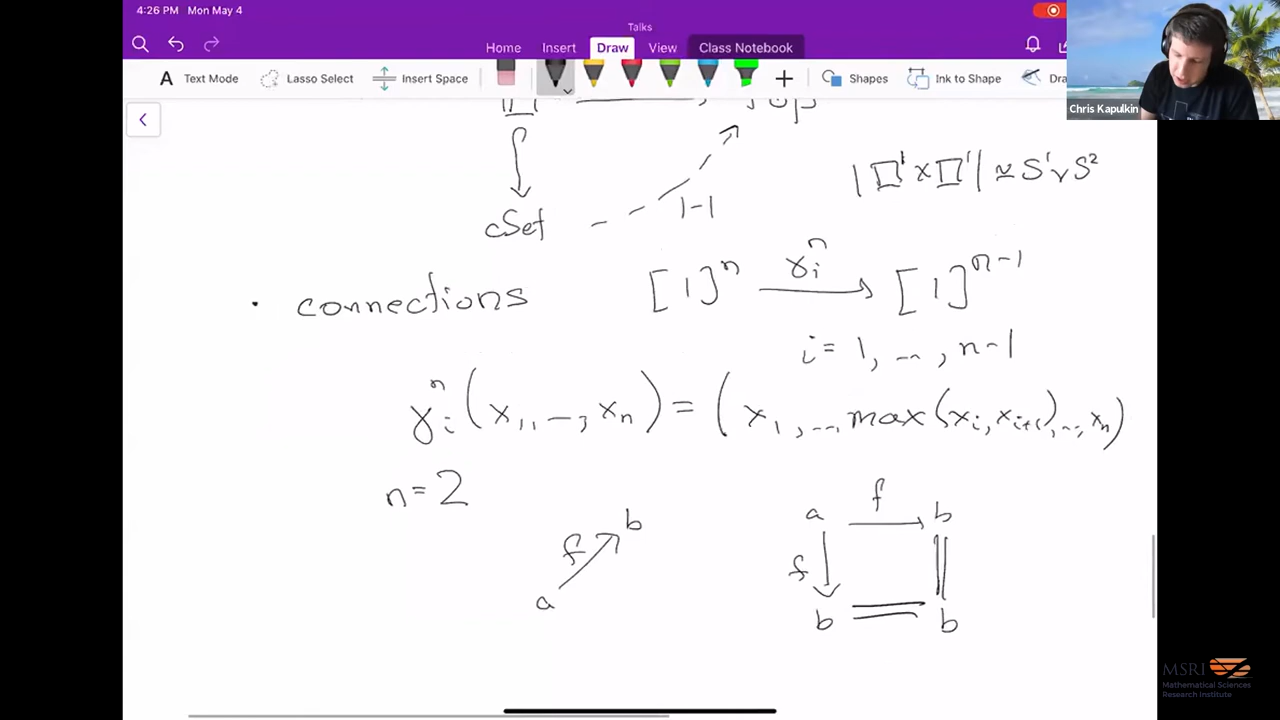 4:26 PM Mon May 4
Talks
Home Insert Draw View Class Notebook
Text Mode Lasso Select Insert Space + Shapes Ink to Shape Dra
Chris Kapulkin
cSet
1-1
|□¹ × □¹| ≃ S¹ ∨ S²
• connections [1]ⁿ γᵢⁿ → [1]ⁿ⁻¹
i = 1, ..., n-1
γᵢⁿ(x₁, ..., xₙ) = (x₁, ..., max(xᵢ, xᵢ₊₁), ..., xₙ)
n = 2
a f b
a f b
f
b b
MSRI
Mathematical Sciences
Research Institute